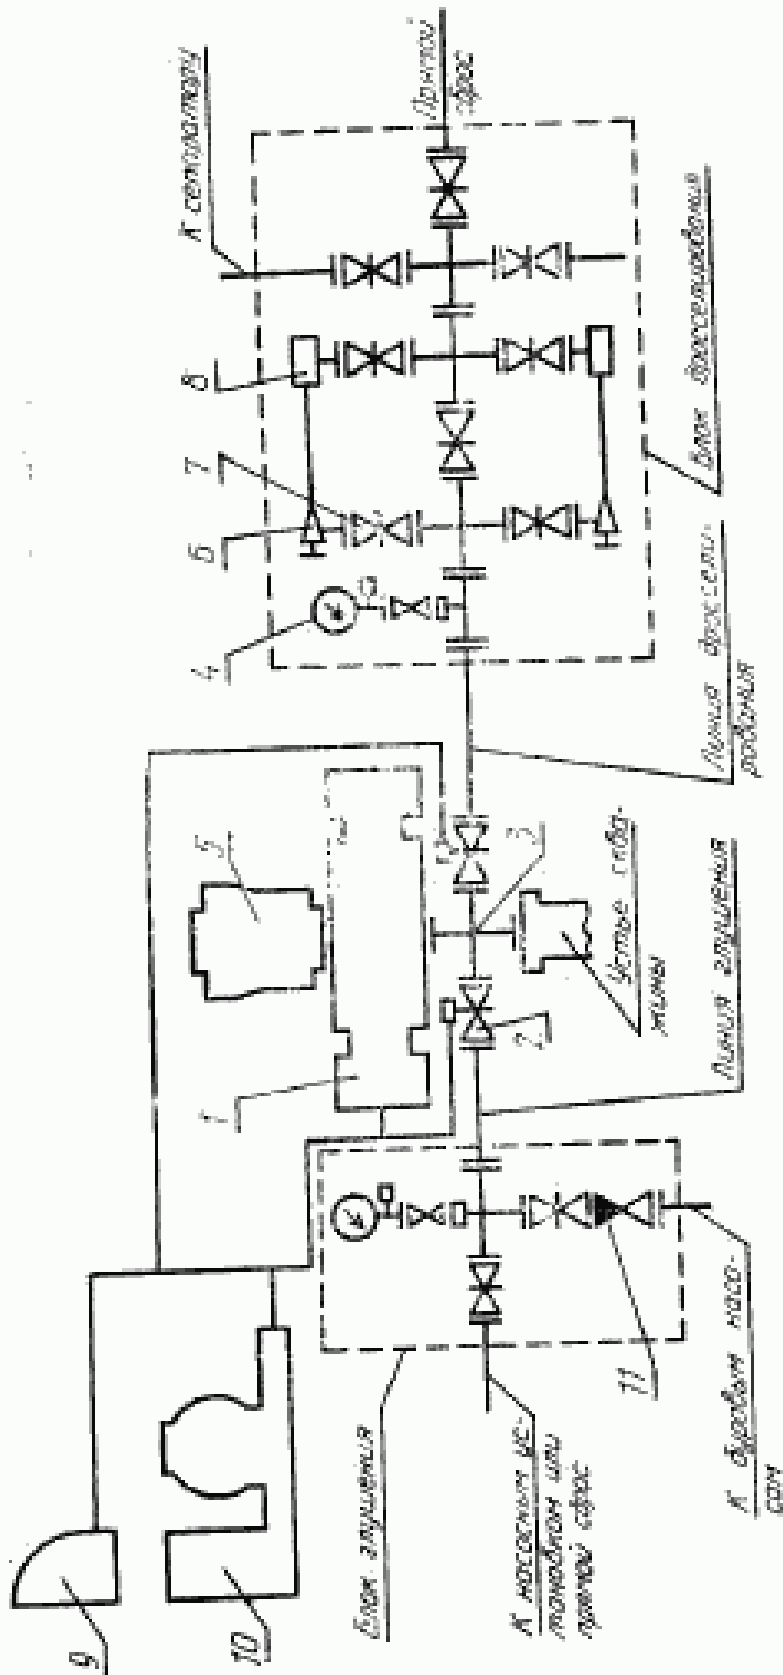 К сепаратору
Прямой
сброс
8
7
6
4
Блок дросселирования
Линия дроссели-
рования
5
1
3
2
Устье сква-
жины
Линия глушения
11
9
10
Блок глушения
К насосным ус-
тановкам или
прямой сброс
К буровым насо-
сам